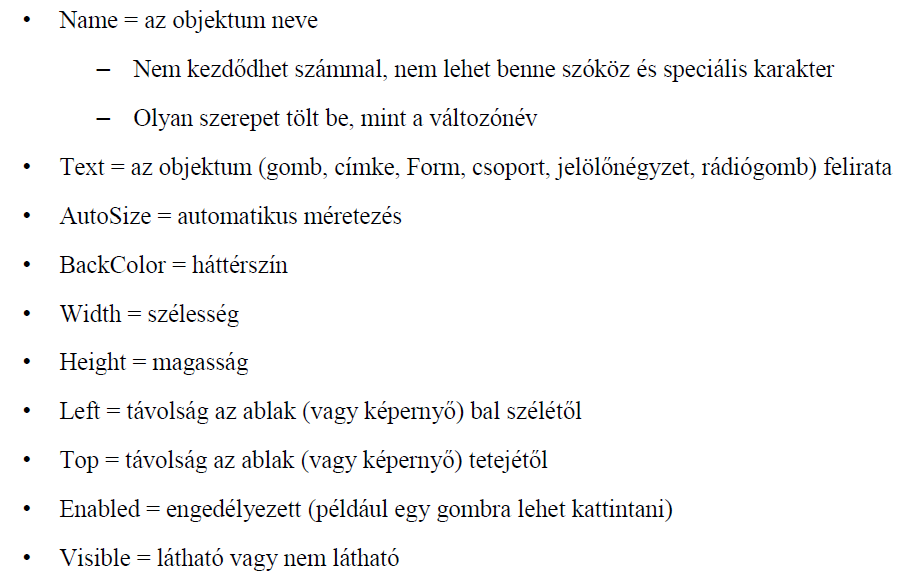 • Name = az objektum neve
– Nem kezdődhet számmal, nem lehet benne szóköz és speciális karakter
– Olyan szerepet tölt be, mint a változónév
• Text = az objektum (gomb, címke, Form, csoport, jelölőnégyzet, rádiógomb) felirata
• AutoSize = automatikus méretezés
• BackColor = háttérszín
• Width = szélesség
• Height = magasság
• Left = távolság az ablak (vagy képernyő) bal szélétől
• Top = távolság az ablak (vagy képernyő) tetejétől
• Enabled = engedélyezett (például egy gombra lehet kattintani)
• Visible = látható vagy nem látható